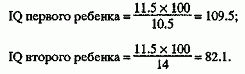 IQ первого ребенка = 11.5 × 100 / 10.5 = 109.5;
IQ второго ребенка = 11.5 × 100 / 14 = 82.1.